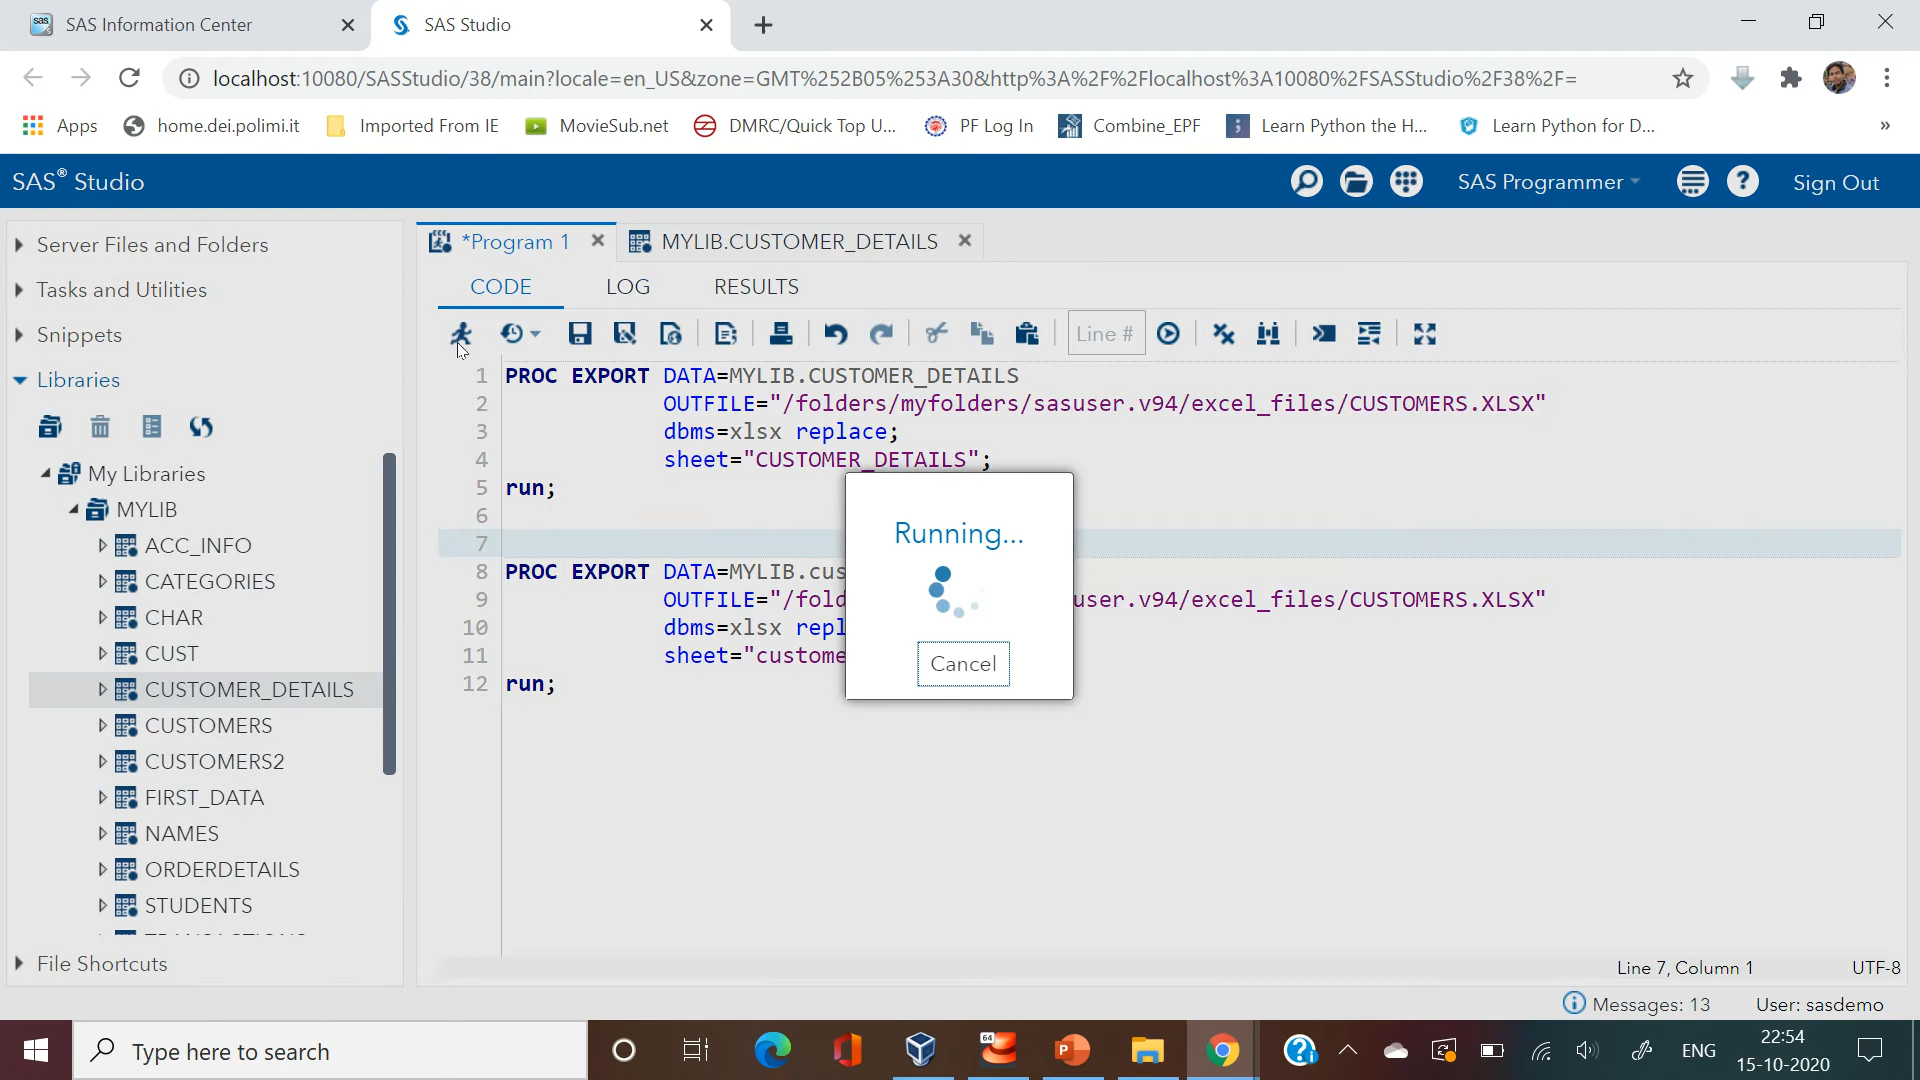 SAS Information Center
SAS Studio
localhost:10080/SASStudio/38/main?locale=en_US&zone=GMT%252B05%253A30&http%3A%2F%2Flocalhost%3A10080%2FSASStudio%2F38%2F=
Apps
home.dei.polimi.it
Imported From IE
MovieSub.net
DMRC/Quick Top U...
PF Log In
Combine_EPF
Learn Python the H...
Learn Python for D...
»
SAS® Studio
SAS Programmer
Sign Out
Server Files and Folders
Tasks and Utilities
Snippets
Libraries
My Libraries
MYLIB
ACC_INFO
CATEGORIES
CHAR
CUST
CUSTOMER_DETAILS
CUSTOMERS
CUSTOMERS2
FIRST_DATA
NAMES
ORDERDETAILS
STUDENTS
File Shortcuts
*Program 1
MYLIB.CUSTOMER_DETAILS
CODE
LOG
RESULTS
Line #
1 PROC EXPORT DATA=MYLIB.CUSTOMER_DETAILS
2 OUTFILE="/folders/myfolders/sasuser.v94/excel_files/CUSTOMERS.XLSX"
3 dbms=xlsx replace;
4 sheet="CUSTOMER_DETAILS";
5 run;
6
7
8 PROC EXPORT DATA=MYLIB.cus
9 OUTFILE="/fold user.v94/excel_files/CUSTOMERS.XLSX"
10 dbms=xlsx repl
11 sheet="custome
12 run;
Running...
Cancel
Line 7, Column 1
UTF-8
Messages: 13
User: sasdemo
Type here to search
64
ENG
22:54
15-10-2020